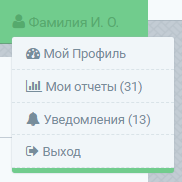 Фамилия И. О.
Мой Профиль
Мои отчеты (31)
Уведомления (13)
Выход